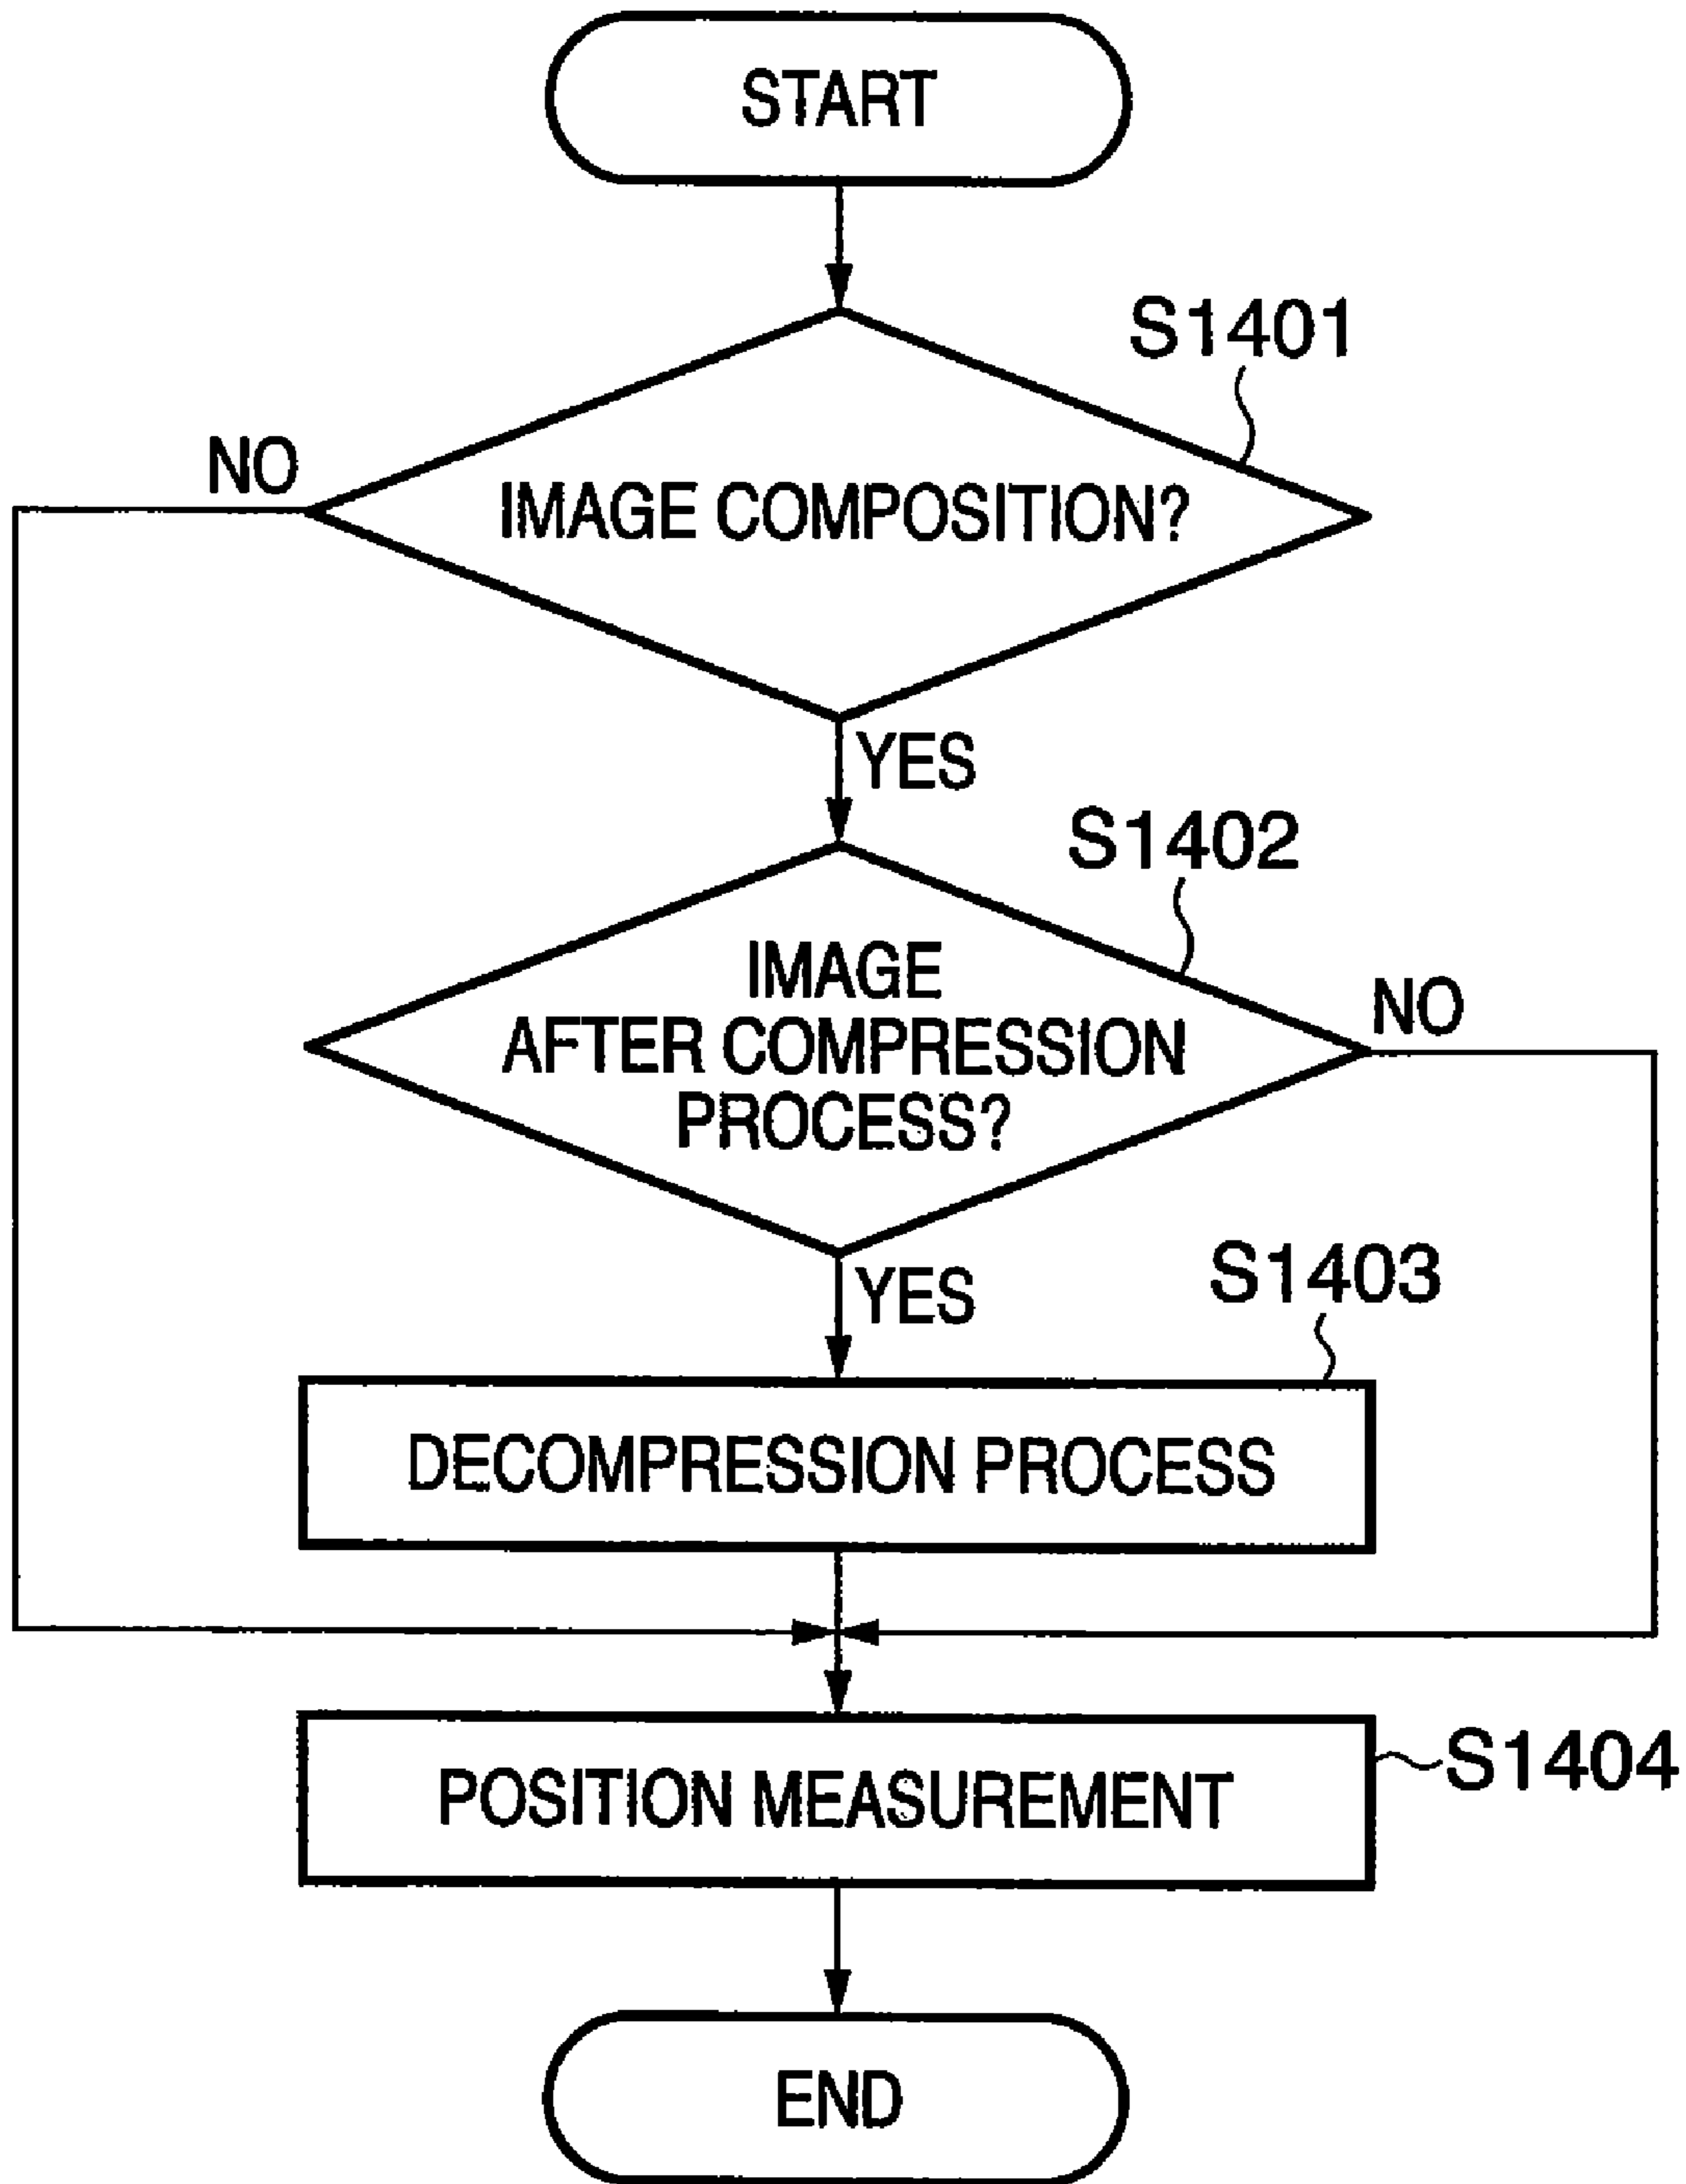 START
S1401
NO
IMAGE COMPOSITION?
YES
S1402
IMAGE
AFTER COMPRESSION
PROCESS?
NO
YES
S1403
DECOMPRESSION PROCESS
POSITION MEASUREMENT
S1404
END